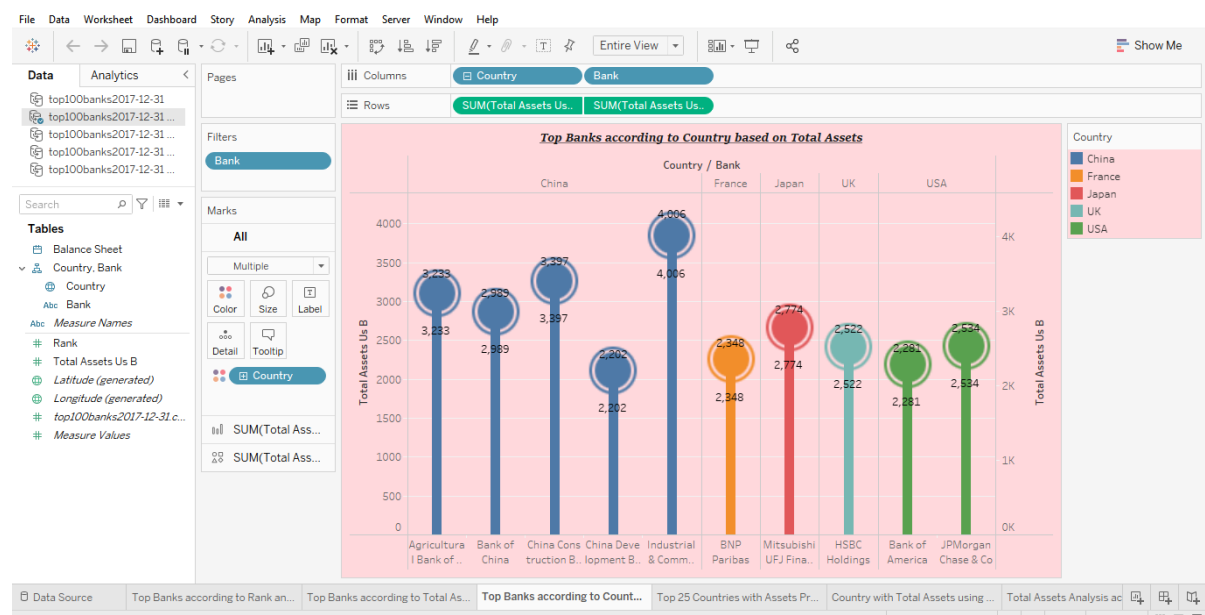 File Data Worksheet Dashboard Story Analysis Map Format Server Window Help
T Entire View Show Me
Data Analytics
top100banks2017-12-31
top100banks2017-12-31 ...
top100banks2017-12-31 ...
top100banks2017-12-31 ...
top100banks2017-12-31 ...
Search
Tables
Balance Sheet
Country, Bank
Country
Abc Bank
Abc Measure Names
# Rank
# Total Assets Us B
Latitude (generated)
Longitude (generated)
# top100banks2017-12-31.c...
# Measure Values
Pages
Filters
Bank
Marks
All
Multiple
Color Size Label
Detail Tooltip
Country
SUM(Total Ass...
SUM(Total Ass...
Columns Country Bank
Rows SUM(Total Assets Us.. SUM(Total Assets Us..
Top Banks according to Country based on Total Assets
Country / Bank
China France Japan UK USA
Total Assets Us B
4000
3500
3000
2500
2000
1500
1000
500
0
3,233 2,989 3,397 2,202 4,006 2,348 2,774 2,522 2,281 2,534
3,233 2,989 3,397 2,202 4,006 2,348 2,774 2,522 2,281 2,534
4K
3K
2K
1K
0K
Total Assets Us B
Agricultura Bank of China Cons China Deve Industrial BNP Mitsubishi HSBC Bank of JPMorgan
l Bank of .. China truction B.. lopment B.. & Comm.. Paribas UFJ Fina.. Holdings America Chase & Co
Country
China
France
Japan
UK
USA
Data Source Top Banks according to Rank an... Top Banks according to Total As... Top Banks according to Count... Top 25 Countries with Assets Pr... Country with Total Assets using ... Total Assets Analysis ac